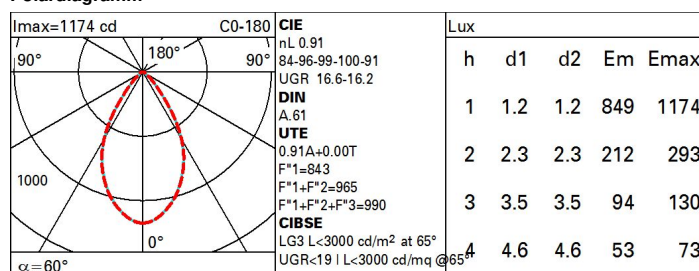 Imax=1174 cd C0-180
90° 180° 90°
1000
0°
α=60°
CIE
nL 0.91
84-96-99-100-91
UGR 16.6-16.2
DIN
A.61
UTE
0.91A+0.00T
F"1=843
F"1+F"2=965
F"1+F"2+F"3=990
CIBSE
LG3 L<3000 cd/m² at 65°
UGR<19 | L<3000 cd/mq @65°
Lux
h d1 d2 Em Emax
1 1.2 1.2 849 1174
2 2.3 2.3 212 293
3 3.5 3.5 94 130
4 4.6 4.6 53 73